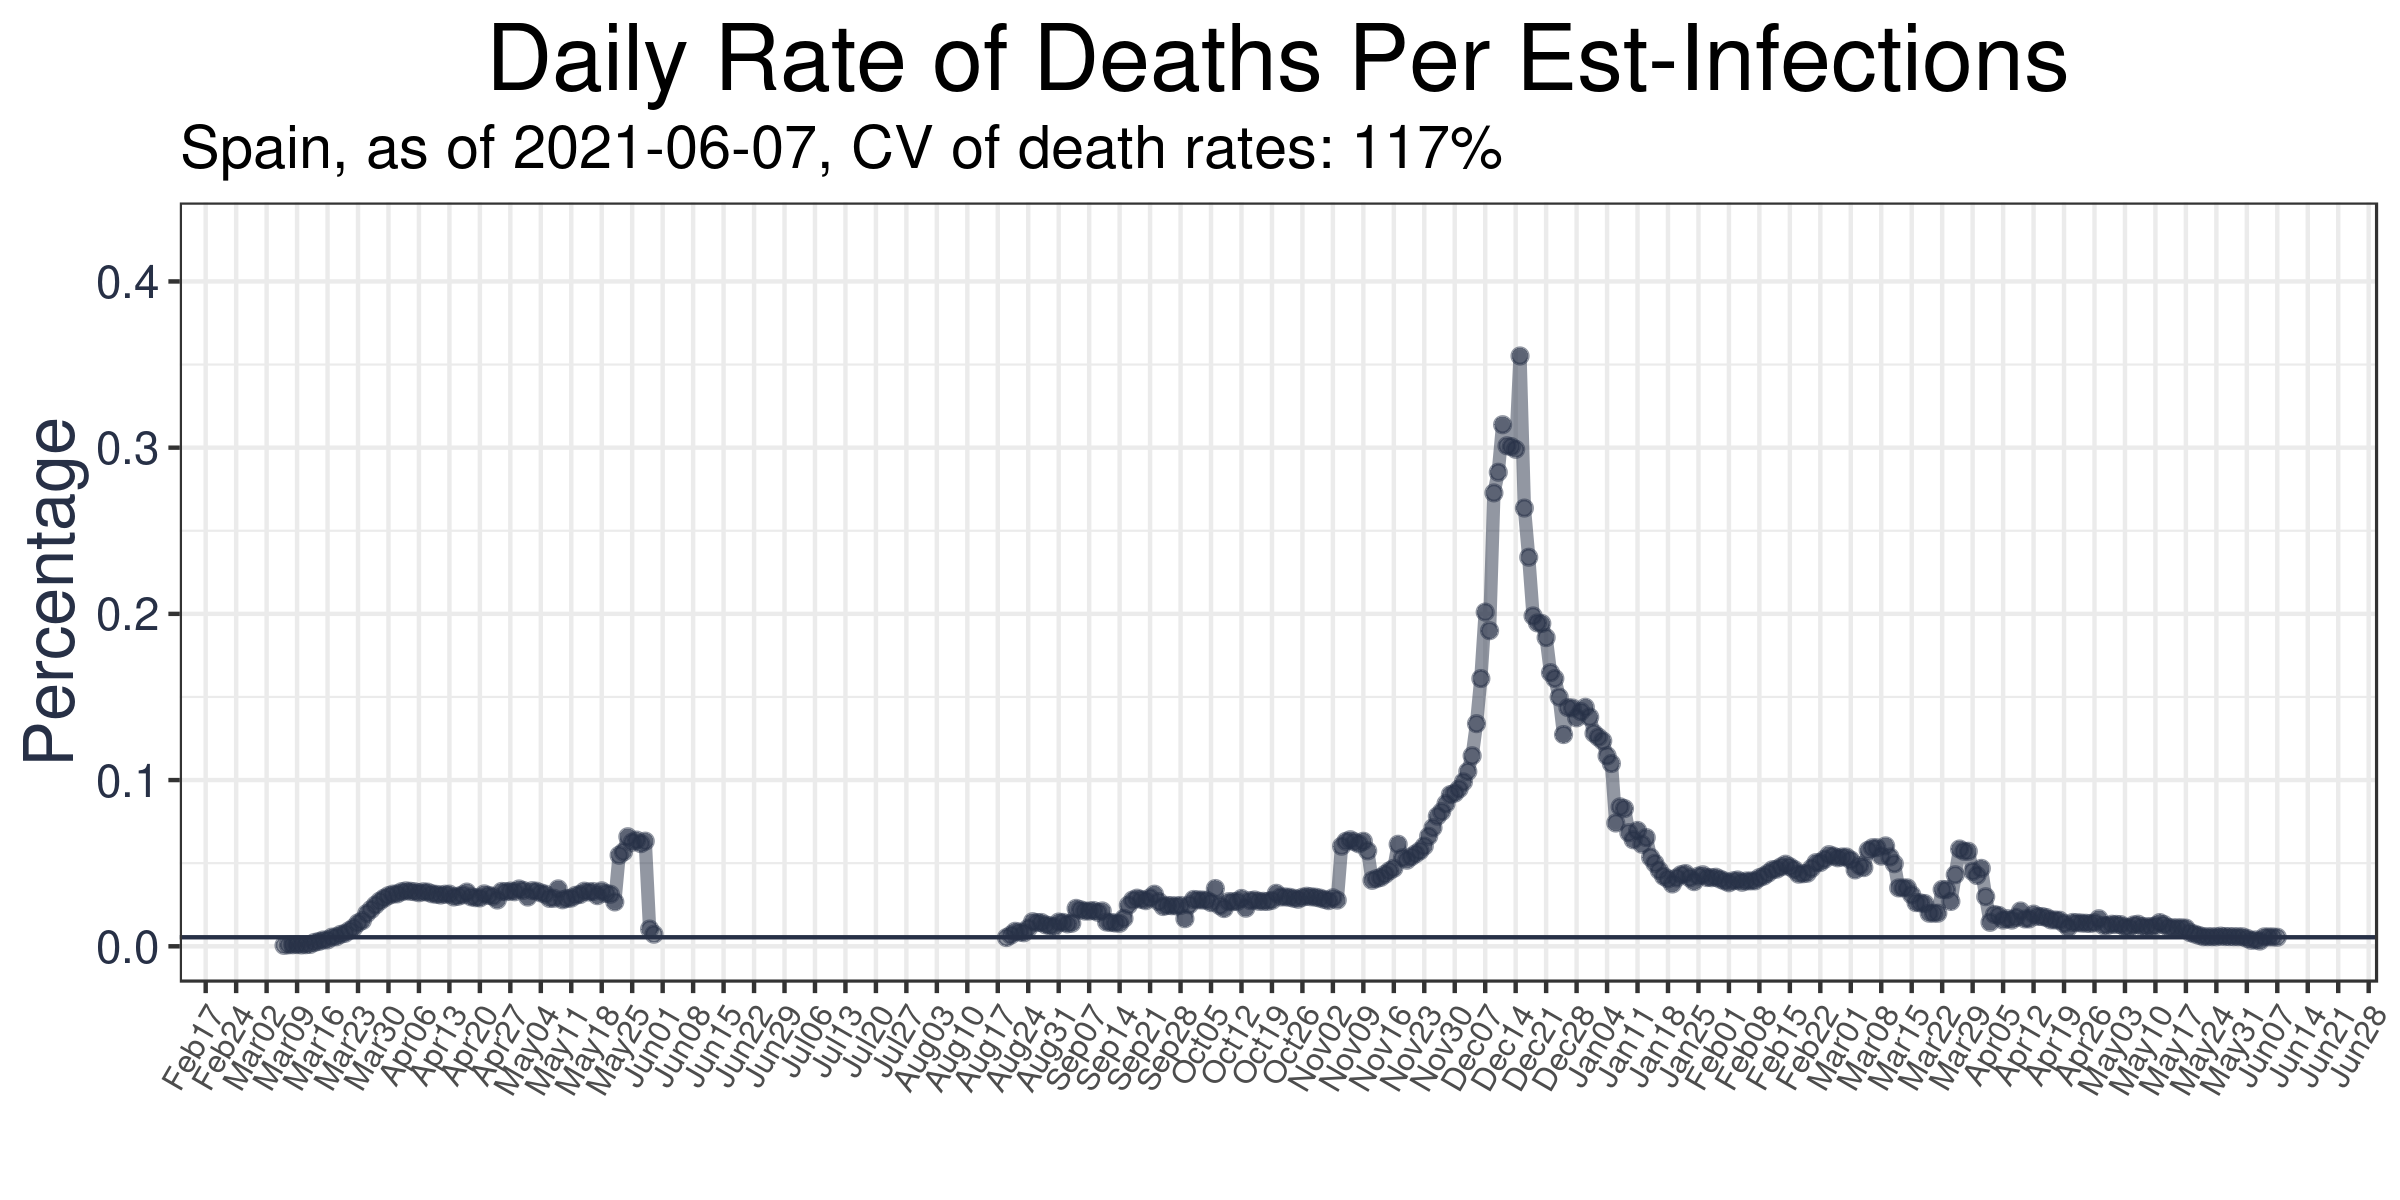 Daily Rate of Deaths Per Est-Infections
Spain, as of 2021-06-07, CV of death rates: 117%
Percentage
0.4
0.3
0.2
0.1
0.0
Feb17 Feb24 Mar02 Mar09 Mar16 Mar23 Mar30 Apr06 Apr13 Apr20 Apr27 May04 May11 May18 May25 Jun01 Jun08 Jun15 Jun22 Jun29 Jul06 Jul13 Jul20 Jul27 Aug03 Aug10 Aug17 Aug24 Aug31 Sep07 Sep14 Sep21 Sep28 Oct05 Oct12 Oct19 Oct26 Nov02 Nov09 Nov16 Nov23 Nov30 Dec07 Dec14 Dec21 Dec28 Jan04 Jan11 Jan18 Jan25 Feb01 Feb08 Feb15 Feb22 Mar01 Mar08 Mar15 Mar22 Mar29 Apr05 Apr12 Apr19 Apr26 May03 May10 May17 May24 May31 Jun07 Jun14 Jun21 Jun28